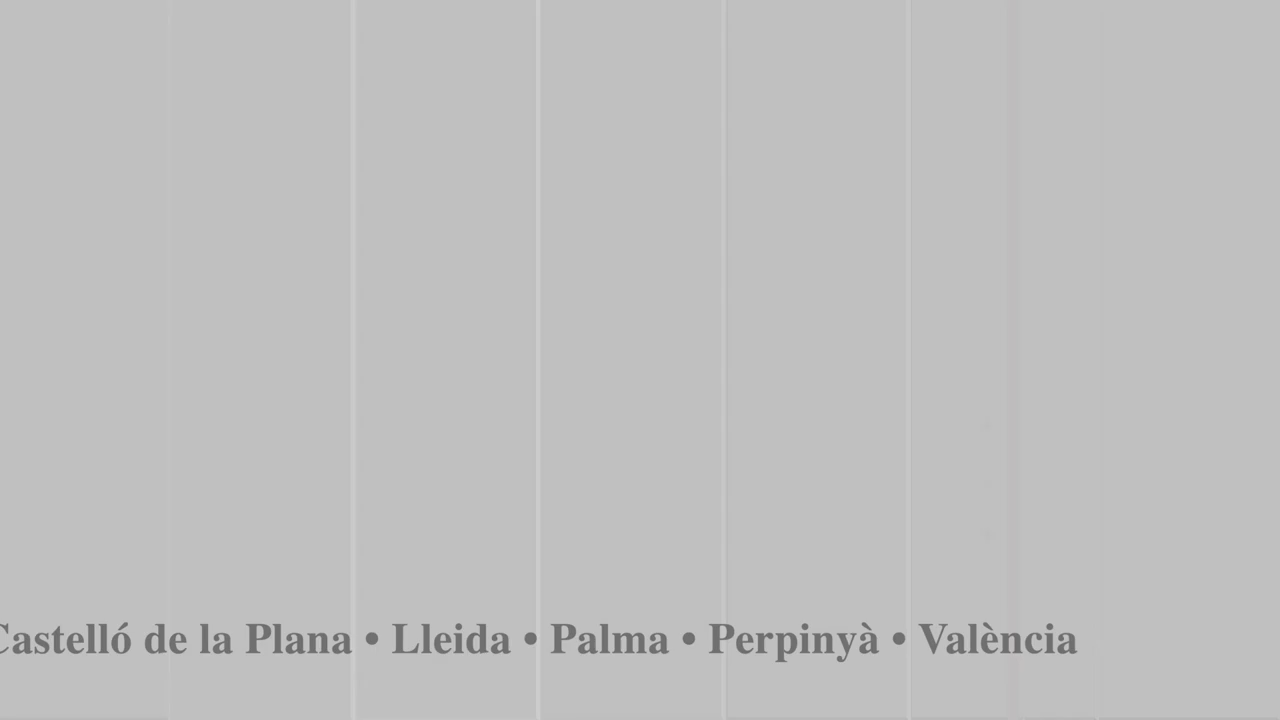 Castelló de la Plana • Lleida • Palma • Perpinyà • València